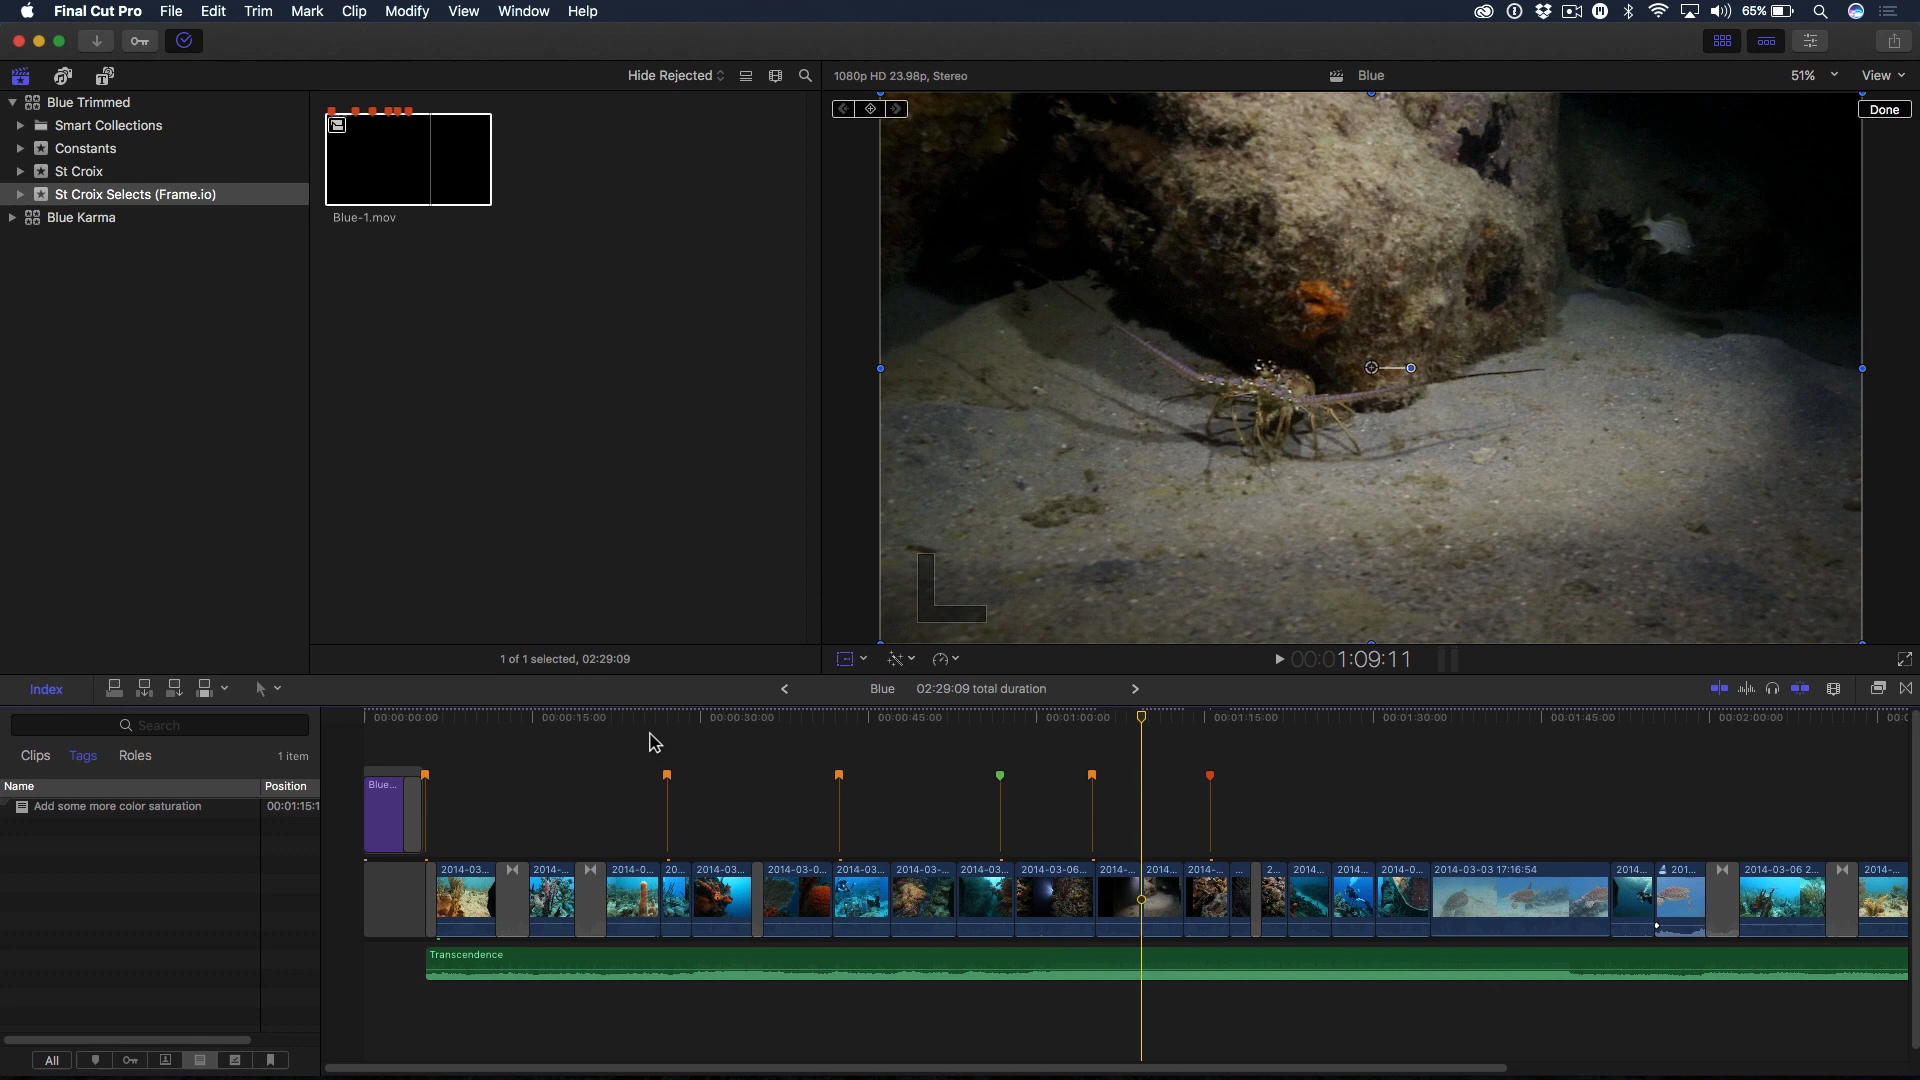 Final Cut Pro File Edit Trim Mark Clip Modify View Window Help 65%
Hide Rejected 1080p HD 23.98p, Stereo Blue 51% View
Blue Trimmed
Smart Collections
Constants
St Croix
St Croix Selects (Frame.io)
Blue Karma
Blue-1.mov
Done
1 of 1 selected, 02:29:09
00:01:09:11
Index Blue 02:29:09 total duration
Search
Clips Tags Roles 1 item
Name Position
Add some more color saturation 00:01:15:1
All
00:00:00:00 00:00:15:00 00:00:30:00 00:00:45:00 00:01:00:00 00:01:15:00 00:01:30:00 00:01:45:00 00:02:00:00 00:0
Blue...
2014-03... 2014-... 2014-0... 20... 2014-03... 2014-03-0... 2014-03... 2014-03-... 2014-03... 2014-03-06... 2014-... 2014... 2014-... ... 2... 2014... 2014... 2014-0... 2014-03-03 17:16:54 2014... 201... 2014-03-06 2... 2014-...
Transcendence